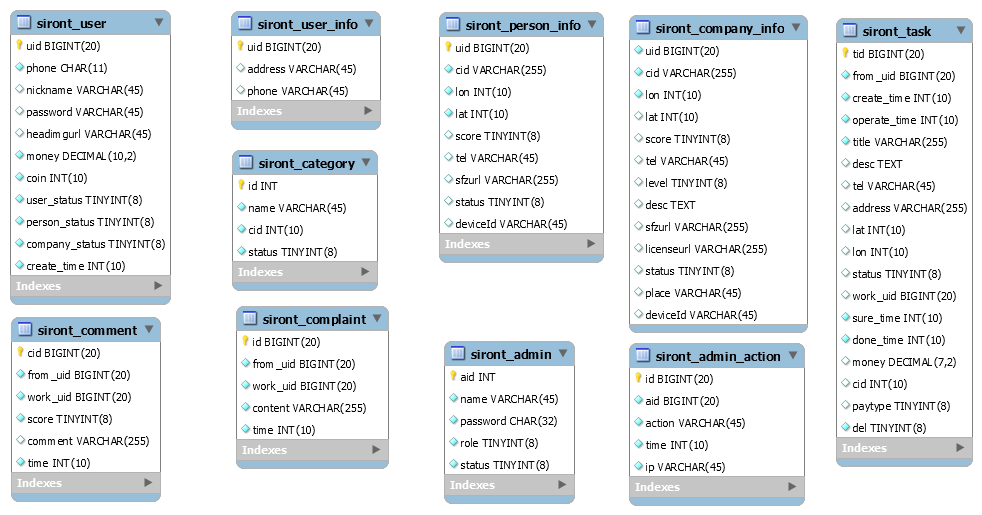 siront_user
uid BIGINT(20)
phone CHAR(11)
nickname VARCHAR(45)
password VARCHAR(45)
headimgurl VARCHAR(45)
money DECIMAL(10,2)
coin INT(10)
user_status TINYINT(8)
person_status TINYINT(8)
company_status TINYINT(8)
create_time INT(10)
Indexes
siront_comment
cid BIGINT(20)
from_uid BIGINT(20)
work_uid BIGINT(20)
score TINYINT(8)
comment VARCHAR(255)
time INT(10)
Indexes
siront_user_info
uid BIGINT(20)
address VARCHAR(45)
phone VARCHAR(45)
Indexes
siront_category
id INT
name VARCHAR(45)
cid INT(10)
status TINYINT(8)
Indexes
siront_complaint
id BIGINT(20)
from_uid BIGINT(20)
work_uid BIGINT(20)
content VARCHAR(255)
time INT(10)
Indexes
siront_person_info
uid BIGINT(20)
cid VARCHAR(255)
lon INT(10)
lat INT(10)
score TINYINT(8)
tel VARCHAR(45)
sfzurl VARCHAR(255)
status TINYINT(8)
deviceId VARCHAR(45)
Indexes
siront_admin
aid INT
name VARCHAR(45)
password CHAR(32)
role TINYINT(8)
status TINYINT(8)
Indexes
siront_company_info
uid BIGINT(20)
cid VARCHAR(255)
lon INT(10)
lat INT(10)
score TINYINT(8)
tel VARCHAR(45)
level TINYINT(8)
desc TEXT
sfzurl VARCHAR(255)
licenseurl VARCHAR(255)
status TINYINT(8)
place VARCHAR(45)
deviceId VARCHAR(45)
siront_admin_action
id BIGINT(20)
aid BIGINT(20)
action VARCHAR(45)
time INT(10)
ip VARCHAR(45)
Indexes
siront_task
tid BIGINT(20)
from_uid BIGINT(20)
create_time INT(10)
operate_time INT(10)
title VARCHAR(255)
desc TEXT
tel VARCHAR(45)
address VARCHAR(255)
lat INT(10)
lon INT(10)
status TINYINT(8)
work_uid BIGINT(20)
sure_time INT(10)
done_time INT(10)
money DECIMAL(7,2)
cid INT(10)
paytype TINYINT(8)
del TINYINT(8)
Indexes